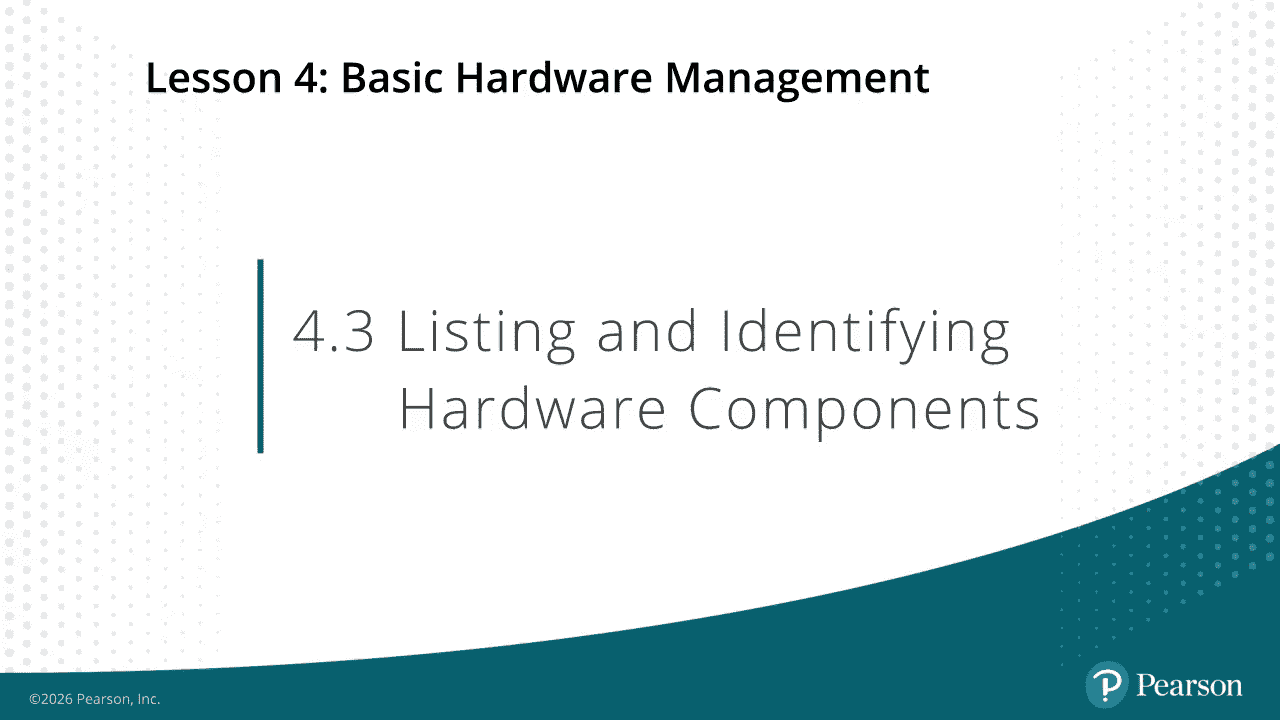 Lesson 4: Basic Hardware Management
4.3 Listing and Identifying
Hardware Components
©2026 Pearson, Inc.
Pearson